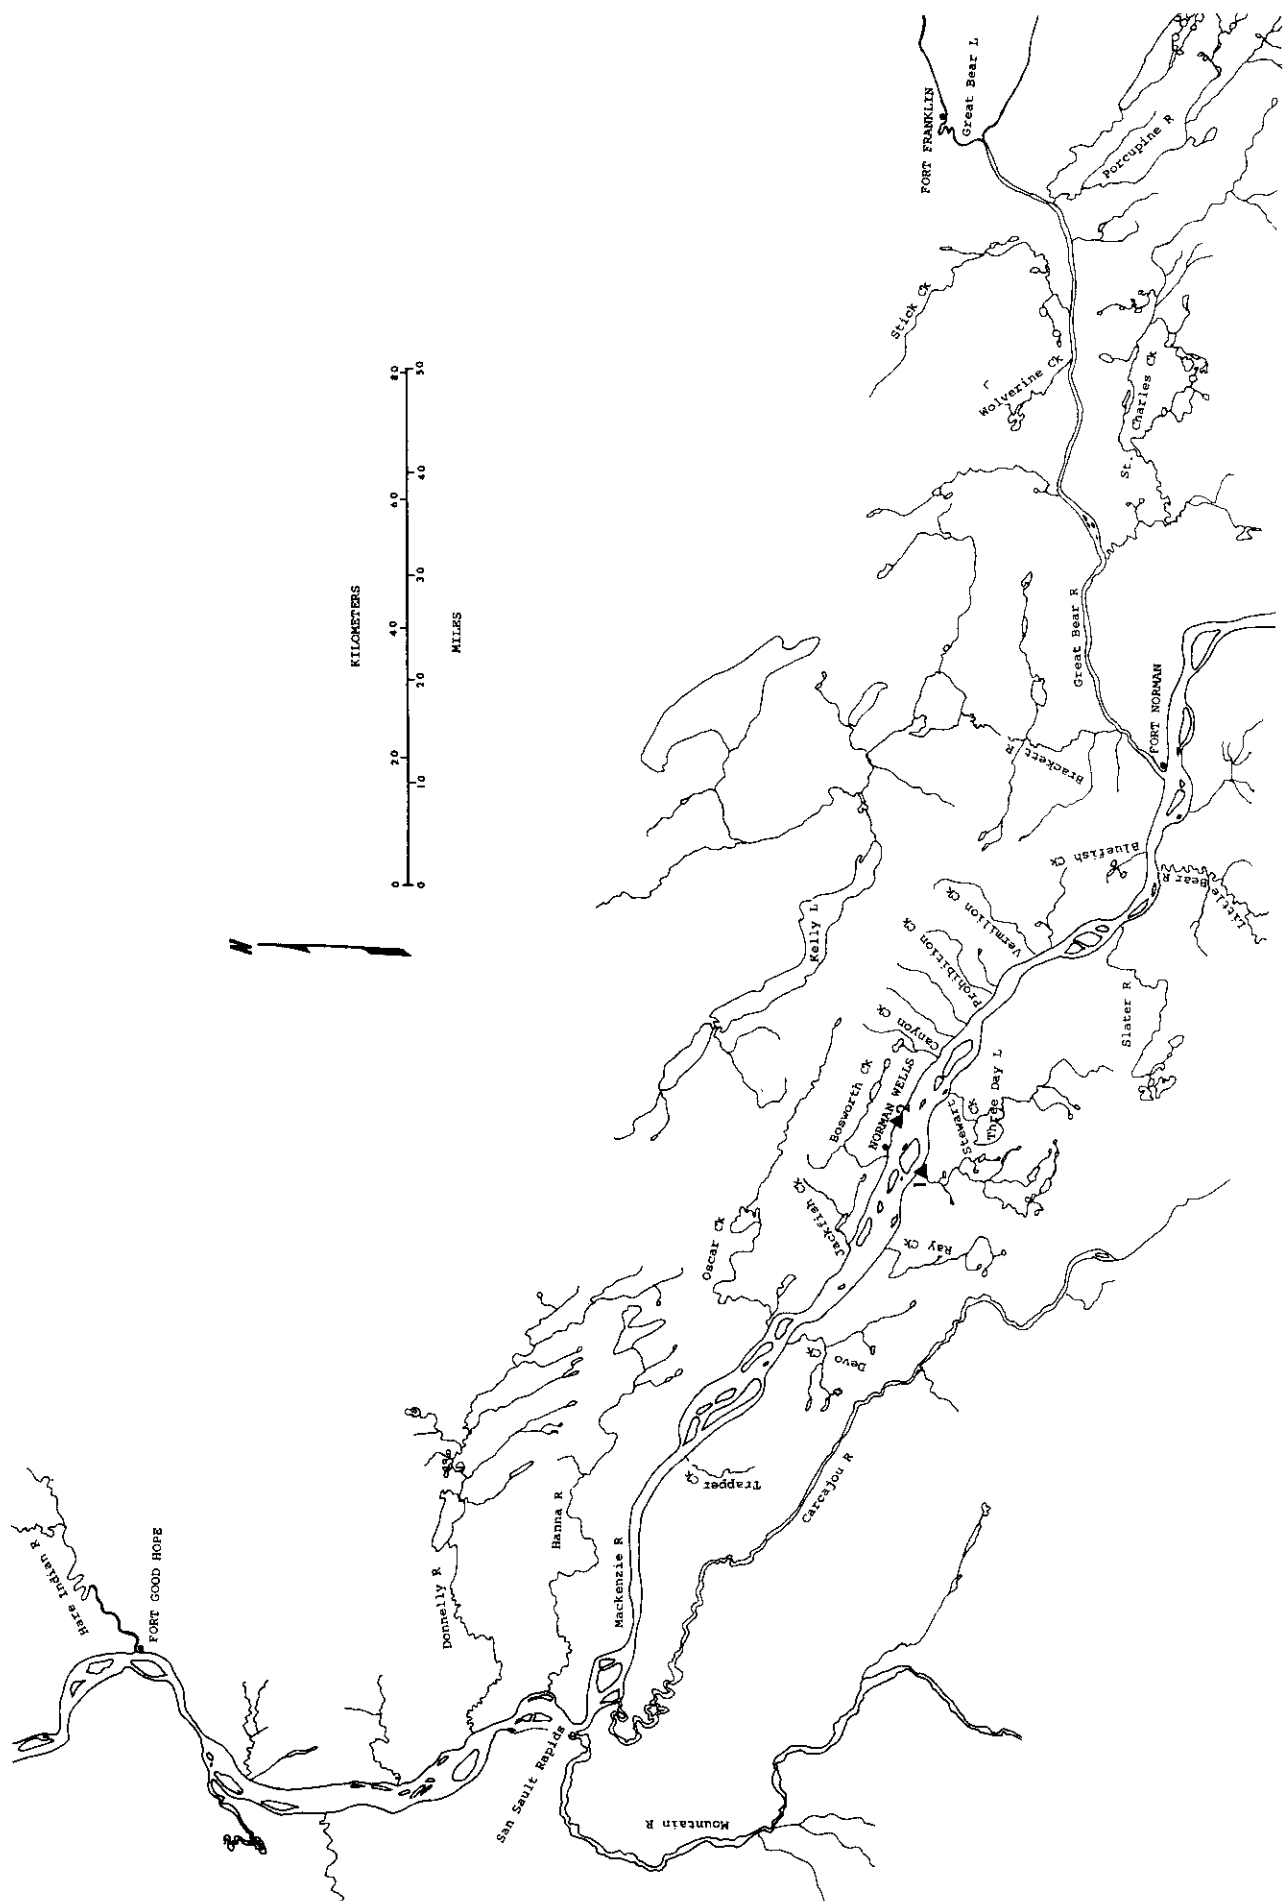 N
KILOMETERS
0 20 40 60 80
0 10 20 30 40 50
MILES
FORT FRANKLIN
Great Bear L
Porcupine R
Stick Ck
Wolverine Ck
St. Charles Ck
Great Bear R
FORT NORMAN
Brackett R
Bluefish Ck
Little Bear R
Kelly L
Vermilion Ck
Prohibition Ck
Canyon Ck
Slater R
Bosworth Ck
NORMAN WELLS
2
1
Stewart Ck
Three Day L
Jackfish Ck
Oscar Ck
Ray Ck
Devo Ck
Carcajou R
Trapper Ck
Mackenzie R
Hanna R
Donnelly R
San Sault Rapids
Mountain R
FORT GOOD HOPE
Hare Indian R